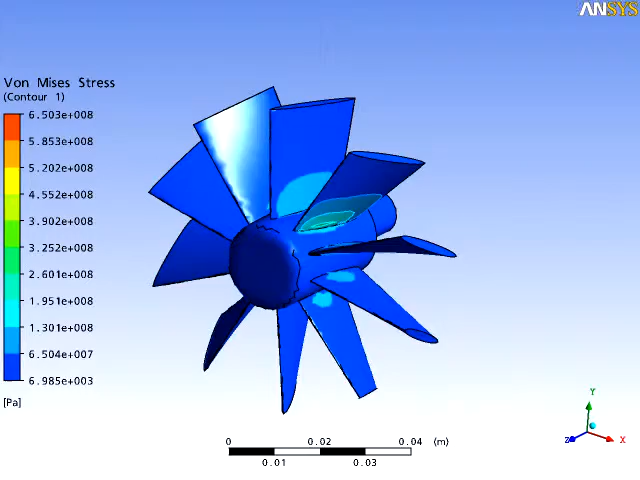 ANSYS
Von Mises Stress
(Contour 1)
6.503e+008
5.853e+008
5.202e+008
4.552e+008
3.902e+008
3.252e+008
2.601e+008
1.951e+008
1.301e+008
6.504e+007
6.985e+003
[Pa]
0 0.02 0.04 (m)
0.01 0.03
Y
Z X